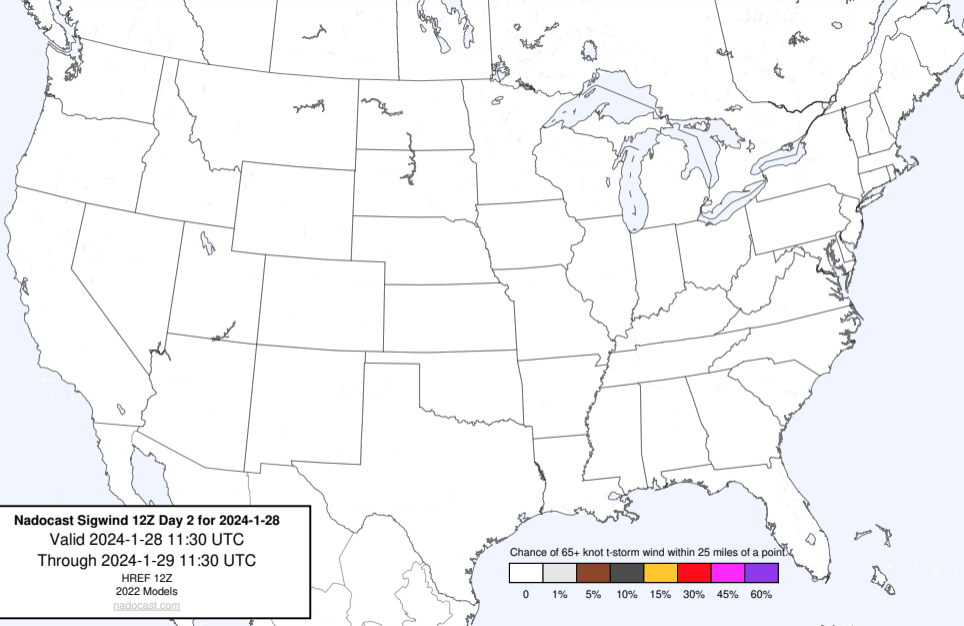 Nadocast Sigwind 12Z Day 2 for 2024-1-28
Valid 2024-1-28 11:30 UTC
Through 2024-1-29 11:30 UTC
HREF 12Z
2022 Models
nadocast.com
Chance of 65+ knot t-storm wind within 25 miles of a point.
0 1% 5% 10% 15% 30% 45% 60%